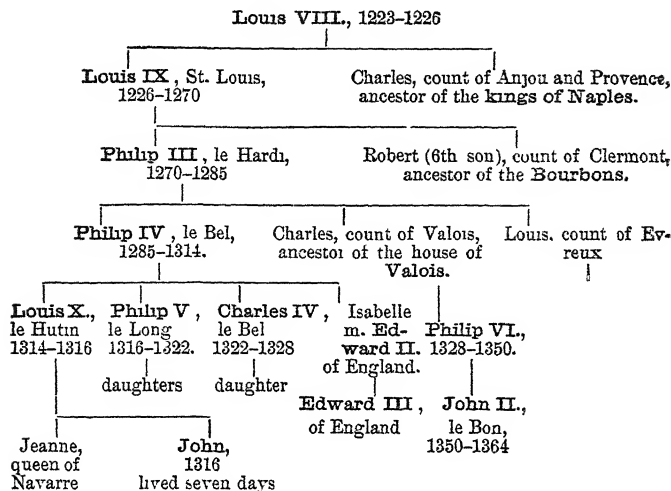 Louis VIII., 1223–1226
Louis IX, St. Louis,
1226–1270
Charles, count of Anjou and Provence,
ancestor of the kings of Naples.
Philip III, le Hardi,
1270–1285
Robert (6th son), count of Clermont,
ancestor of the Bourbons.
Philip IV, le Bel,
1285–1314.
Charles, count of Valois,
ancestor of the house of
Valois.
Louis. count of Ev-
reux
Louis X.,
le Hutin
1314–1316
Philip V,
le Long
1316–1322.
Charles IV,
le Bel
1322–1328
Isabelle
m. Ed-
ward II.
of England.
Philip VI.,
1328–1350.
daughters
daughter
Edward III,
of England
John II.,
le Bon,
1350–1364
Jeanne,
queen of
Navarre
John,
1316
lived seven days